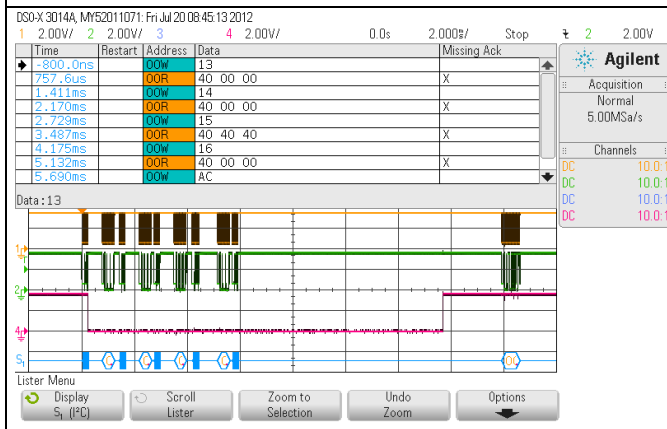 DSO-X 3014A, MY52011071: Fri Jul 20 08:45:13 2012
1 2.00V/ 2 2.00V/ 3 4 2.00V/ 0.0s 2.000s/ Stop 2 2.00V
Time Restart Address Data Missing Ack
-800.0ns 00W 13
757.6us 00R 40 00 00 X
1.411ms 00W 14
2.170ms 00R 40 00 00 X
2.729ms 00W 15
3.487ms 00R 40 40 40 X
4.175ms 00W 16
5.132ms 00R 40 00 00 X
5.690ms 00W AC
Data:13
Agilent
Acquisition
Normal
5.00MSa/s
Channels
DC 10.0:1
DC 10.0:1
DC 10.0:1
DC 10.0:1
1
2
4
S1
Lister Menu
Display
S1 (I²C)
Scroll
Lister
Zoom to
Selection
Undo
Zoom
Options